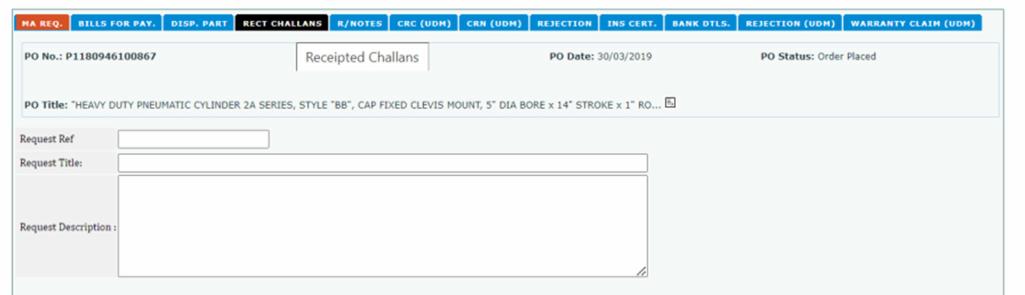 MA REQ. BILLS FOR PAY. DISP. PART RECT CHALLANS R/NOTES CRC (UDM) CRN (UDM) REJECTION INS CERT. BANK DTLS. REJECTION (UDM) WARRANTY CLAIM (UDM)
PO No.: P1180946100867 Receipted Challans PO Date: 30/03/2019 PO Status: Order Placed
PO Title: "HEAVY DUTY PNEUMATIC CYLINDER 2A SERIES, STYLE "BB", CAP FIXED CLEVIS MOUNT, 5" DIA BORE x 14" STROKE x 1" RO...
Request Ref
Request Title:
Request Description :